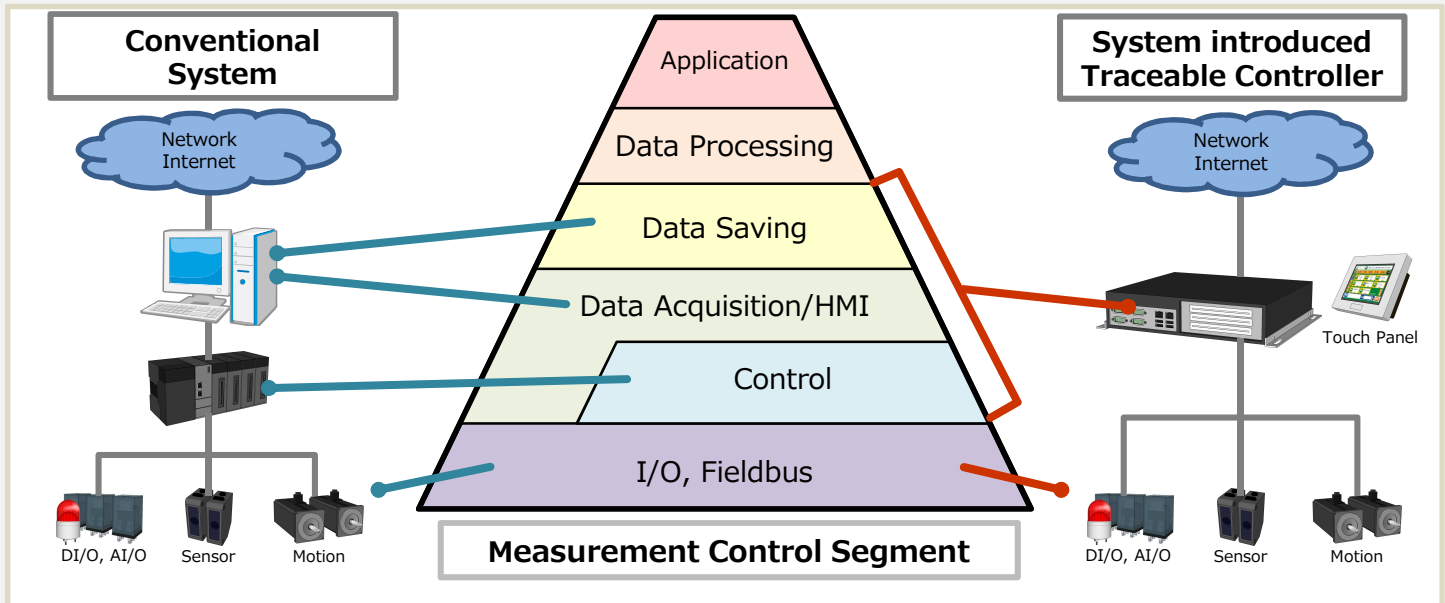 Conventional
System
Network
Internet
DI/O, AI/O
Sensor
Motion
Application
Data Processing
Data Saving
Data Acquisition/HMI
Control
I/O, Fieldbus
Measurement Control Segment
System introduced
Traceable Controller
Network
Internet
Touch Panel
DI/O, AI/O
Sensor
Motion